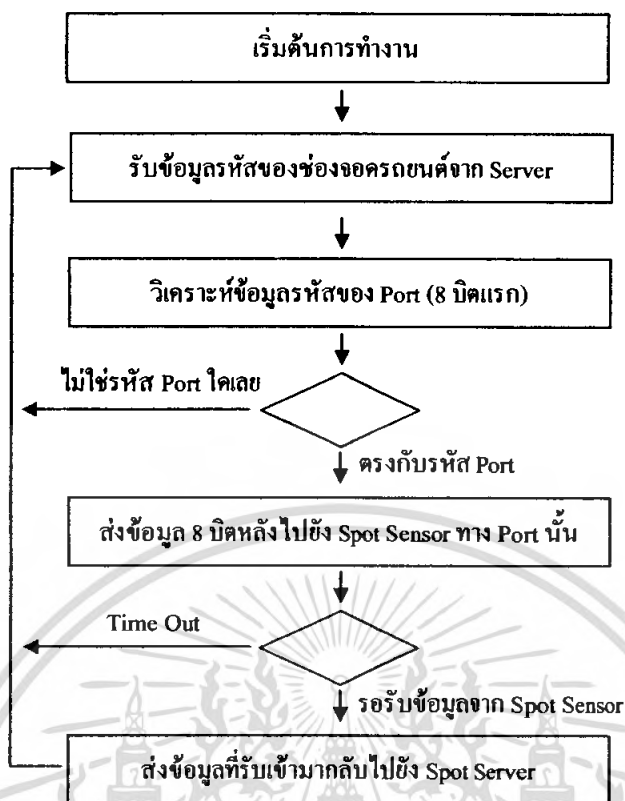 เริ่มต้นการทำงาน
รับข้อมูลรหัสของช่องจอดรถยนต์จาก Server
วิเคราะห์ข้อมูลรหัสของ Port (8 บิตแรก)
ไม่ใช่รหัส Port ใดเลย
ตรงกับรหัส Port
ส่งข้อมูล 8 บิตหลังไปยัง Spot Sensor ทาง Port นั้น
Time Out
รอรับข้อมูลจาก Spot Sensor
ส่งข้อมูลที่รับเข้ามากลับไปยัง Spot Server